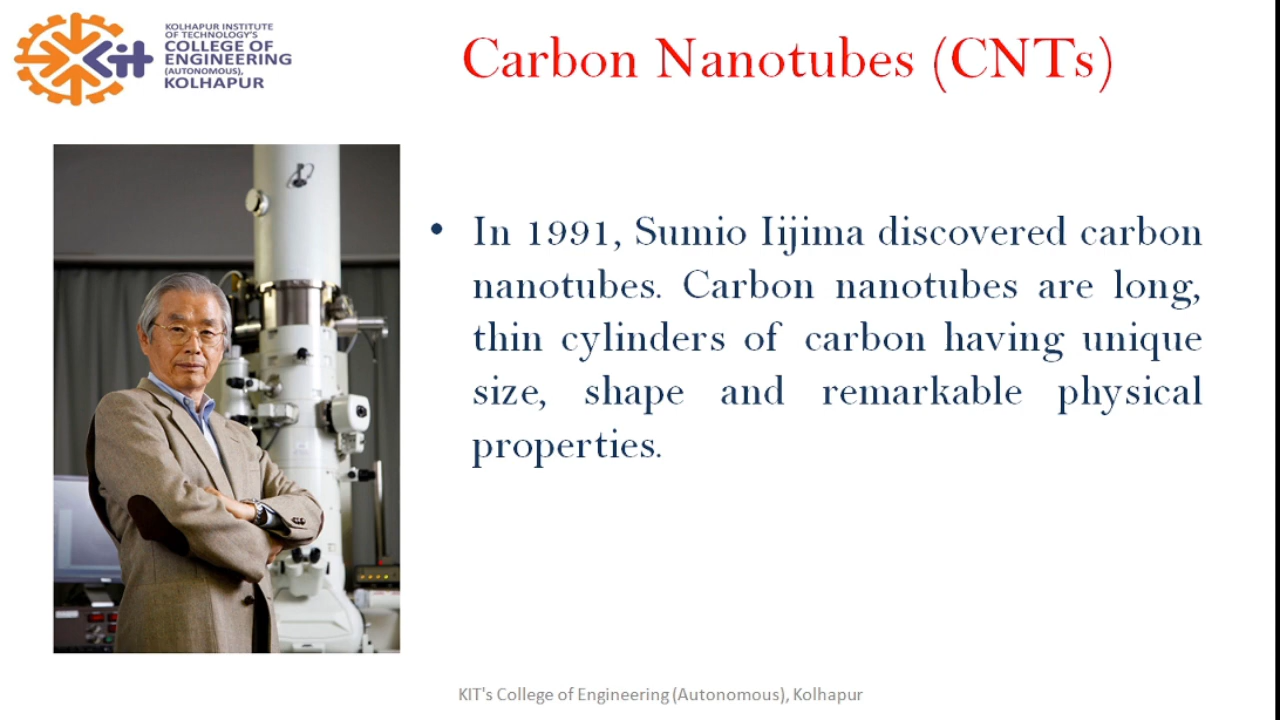 KOLHAPUR INSTITUTE
OF TECHNOLOGY'S
COLLEGE OF
ENGINEERING
(AUTONOMOUS),
KOLHAPUR
Kit
Carbon Nanotubes (CNTs)
• In 1991, Sumio Iijima discovered carbon
nanotubes. Carbon nanotubes are long,
thin cylinders of carbon having unique
size, shape and remarkable physical
properties.
KIT's College of Engineering (Autonomous), Kolhapur